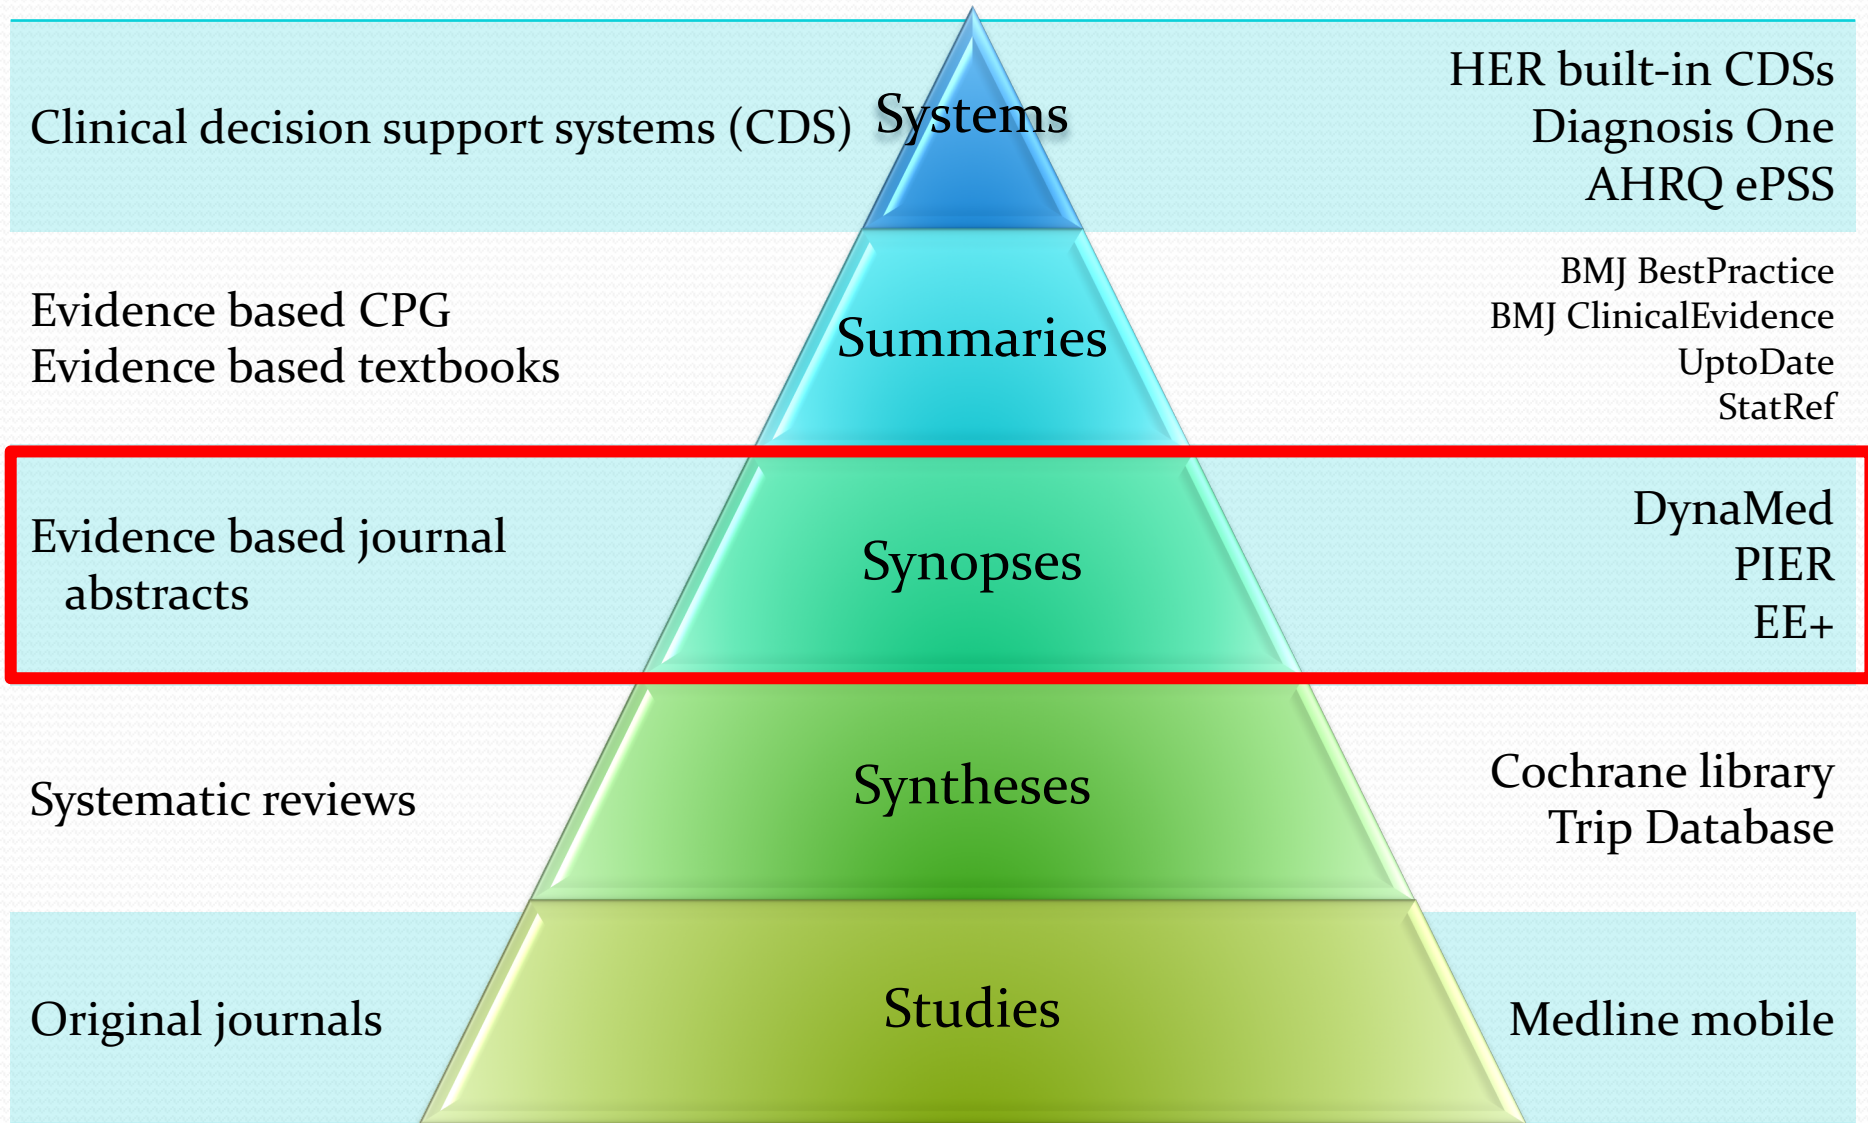 Clinical decision support systems (CDS)
Systems
HER built-in CDSs
Diagnosis One
AHRQ ePSS
Evidence based CPG
Evidence based textbooks
Summaries
BMJ BestPractice
BMJ ClinicalEvidence
UptoDate
StatRef
Evidence based journal
abstracts
Synopses
DynaMed
PIER
EE+
Systematic reviews
Syntheses
Cochrane library
Trip Database
Original journals
Studies
Medline mobile